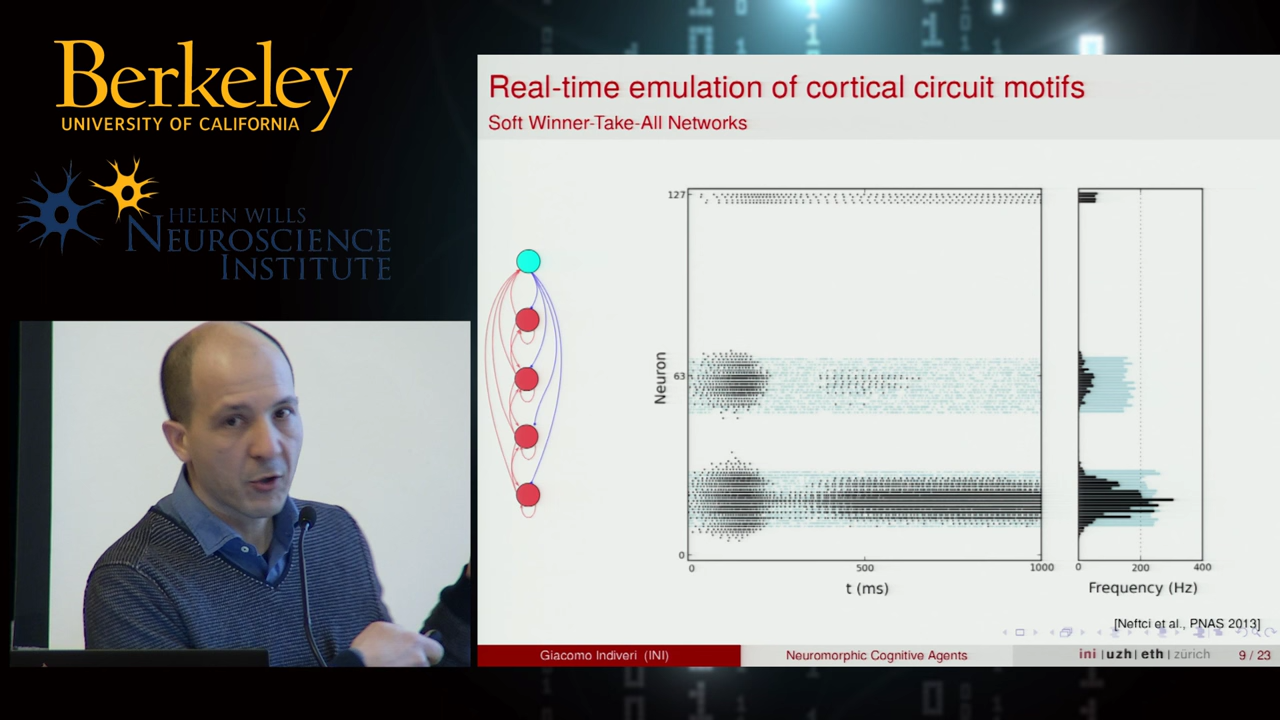 Berkeley
UNIVERSITY OF CALIFORNIA
HELEN WILLS
NEUROSCIENCE
INSTITUTE
Real-time emulation of cortical circuit motifs
Soft Winner-Take-All Networks
127
63
0
Neuron
0
500
1000
t (ms)
0
200
400
Frequency (Hz)
[Neftci et al., PNAS 2013]
Giacomo Indiveri (INI)
Neuromorphic Cognitive Agents
ini | uzh | eth | zürich
9 / 23